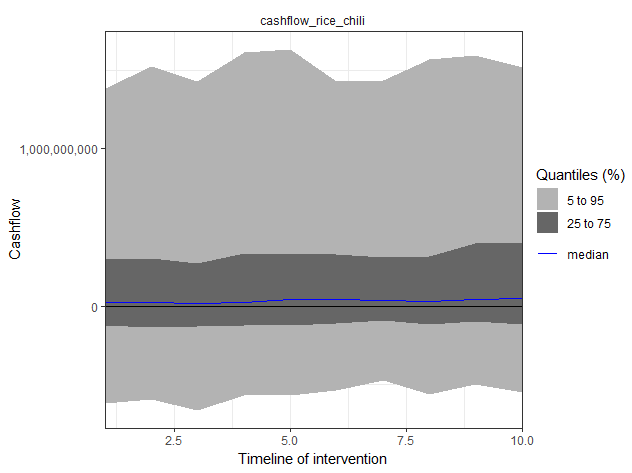 cashflow_rice_chili
Cashflow
1,000,000,000
0
2.5
5.0
7.5
10.0
Timeline of intervention
Quantiles (%)
5 to 95
25 to 75
median